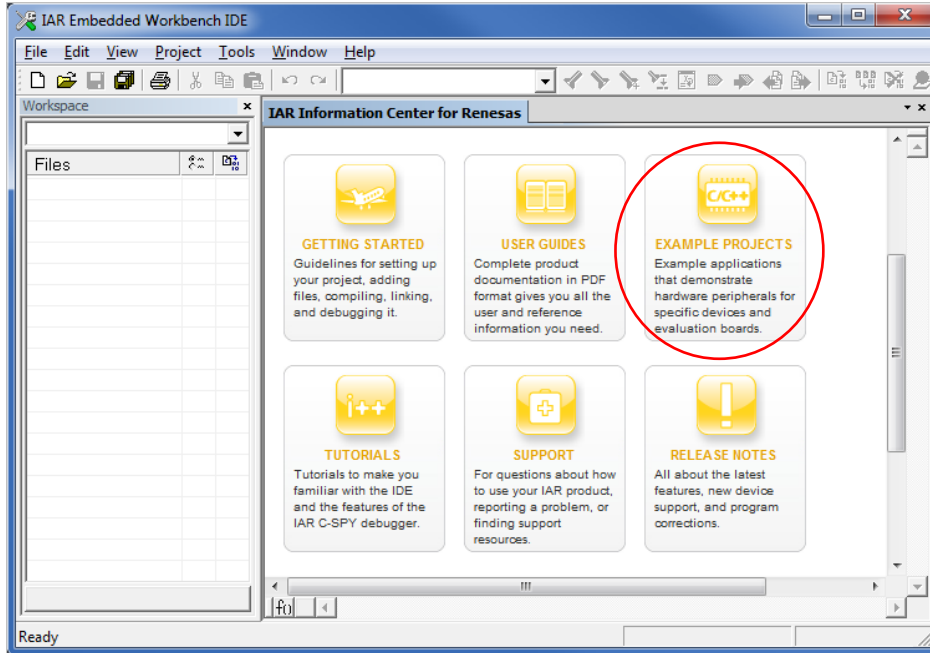 IAR Embedded Workbench IDE
File Edit View Project Tools Window Help
Workspace
IAR Information Center for Renesas
Files
C/C++
GETTING STARTED
Guidelines for setting up
your project, adding
files, compiling, linking,
and debugging it.
USER GUIDES
Complete product
documentation in PDF
format gives you all the
user and reference
information you need.
EXAMPLE PROJECTS
Example applications
that demonstrate
hardware peripherals for
specific devices and
evaluation boards.
i++
TUTORIALS
Tutorials to make you
familiar with the IDE
and the features of the
IAR C-SPY debugger.
SUPPORT
For questions about how
to use your IAR product,
reporting a problem, or
finding support
resources.
RELEASE NOTES
All about the latest
features, new device
support, and program
corrections.
Ready